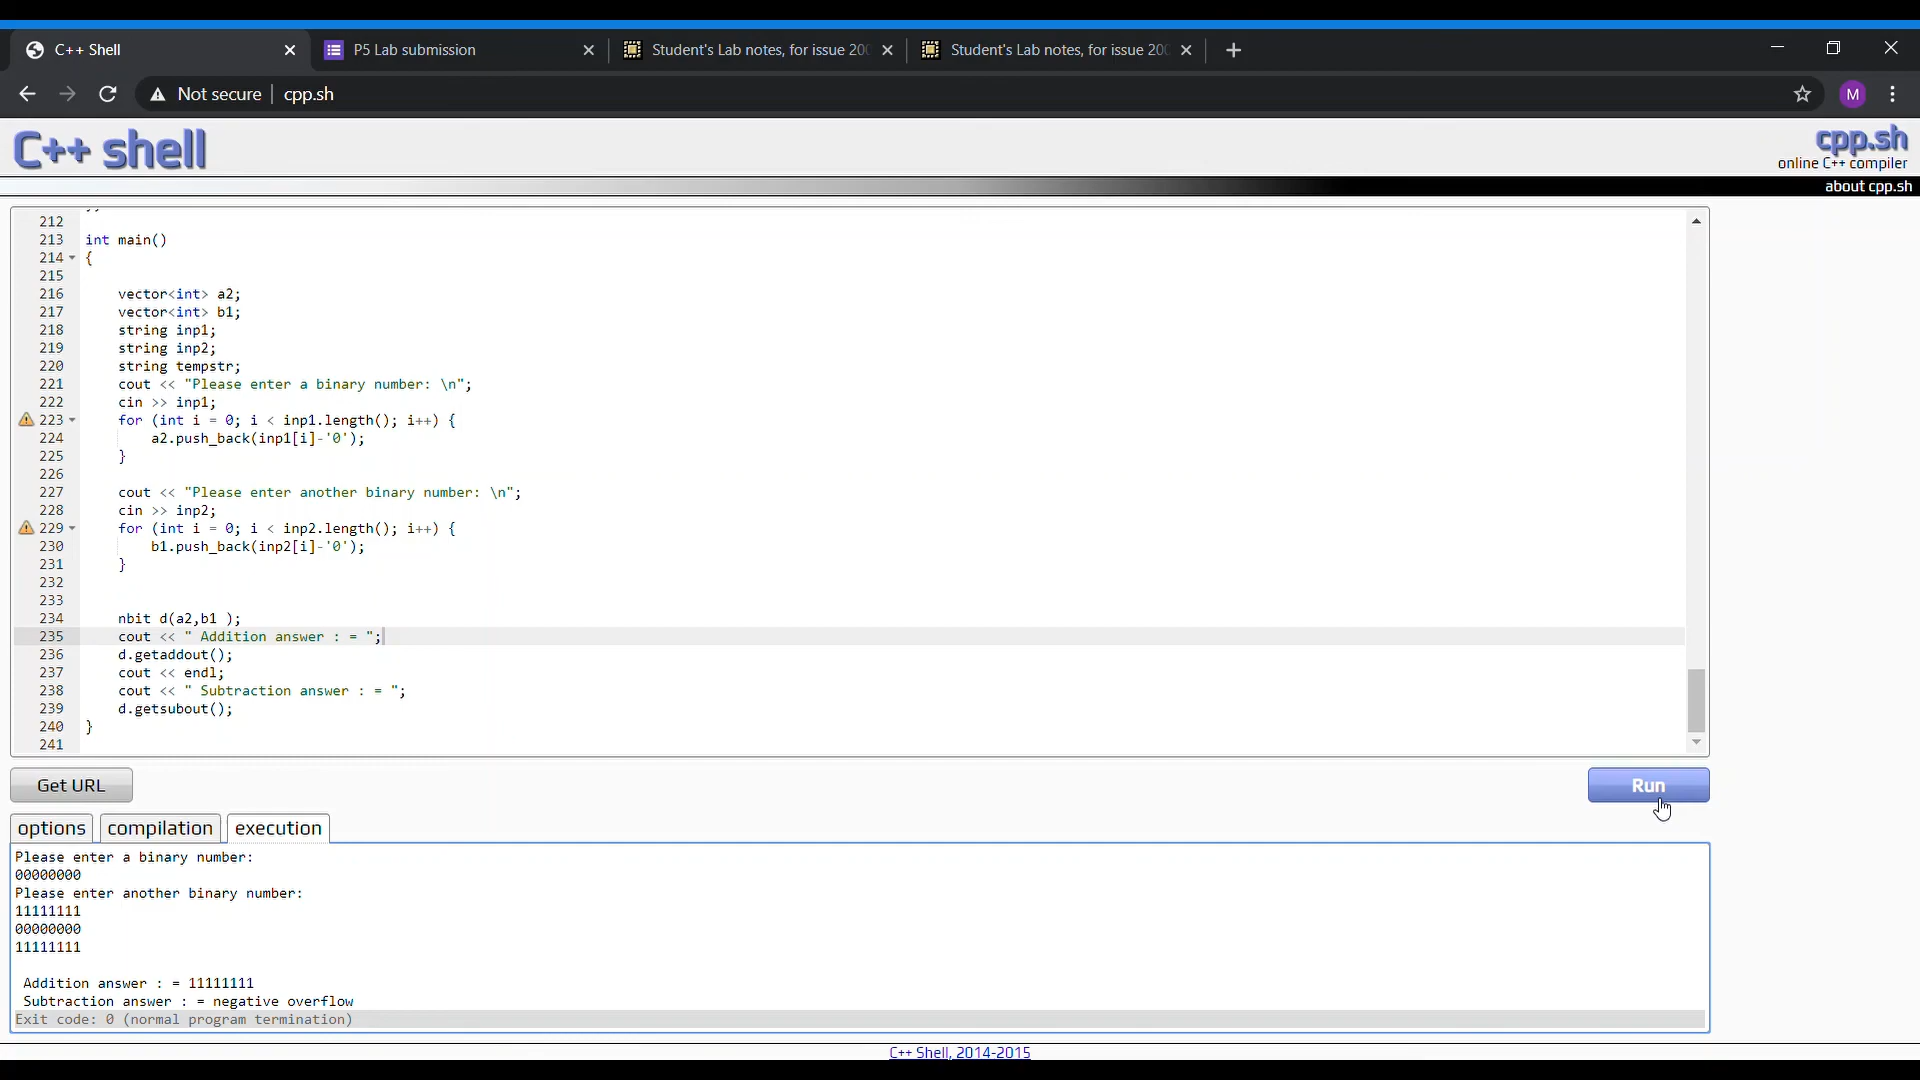 C++ Shell
P5 Lab submission
Student's Lab notes, for issue 200
Student's Lab notes, for issue 200
Not secure | cpp.sh
M
C++ shell
cpp.sh
online C++ compiler
about cpp.sh
212
213 int main()
214 {
215
216 vector<int> a2;
217 vector<int> b1;
218 string inp1;
219 string inp2;
220 string tempstr;
221 cout << "Please enter a binary number: \n";
222 cin >> inp1;
223 for (int i = 0; i < inp1.length(); i++) {
224 a2.push_back(inp1[i]-'0');
225 }
226
227 cout << "Please enter another binary number: \n";
228 cin >> inp2;
229 for (int i = 0; i < inp2.length(); i++) {
230 b1.push_back(inp2[i]-'0');
231 }
232
233
234 nbit d(a2,b1 );
235 cout << " Addition answer : = ";
236 d.getaddout();
237 cout << endl;
238 cout << " Subtraction answer : = ";
239 d.getsubout();
240 }
241
Get URL
Run
options compilation execution
Please enter a binary number:
00000000
Please enter another binary number:
11111111
00000000
11111111
Addition answer : = 11111111
Subtraction answer : = negative overflow
Exit code: 0 (normal program termination)
C++ Shell, 2014-2015